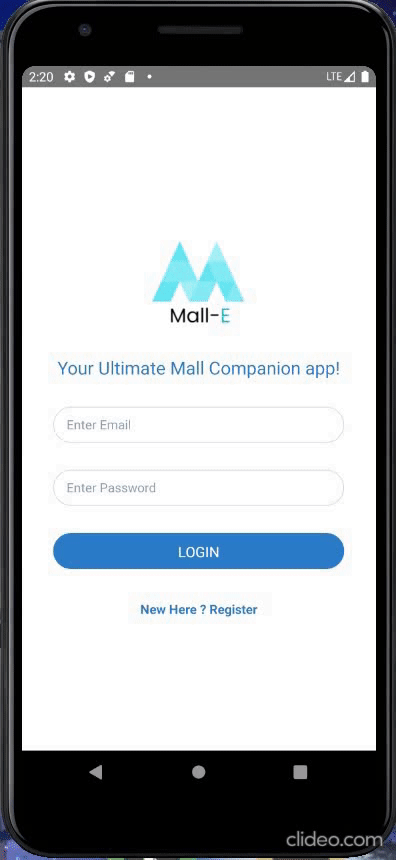 2:20 LTE
Mall-E
Your Ultimate Mall Companion app!
Enter Email
Enter Password
LOGIN
New Here ? Register
clideo.com